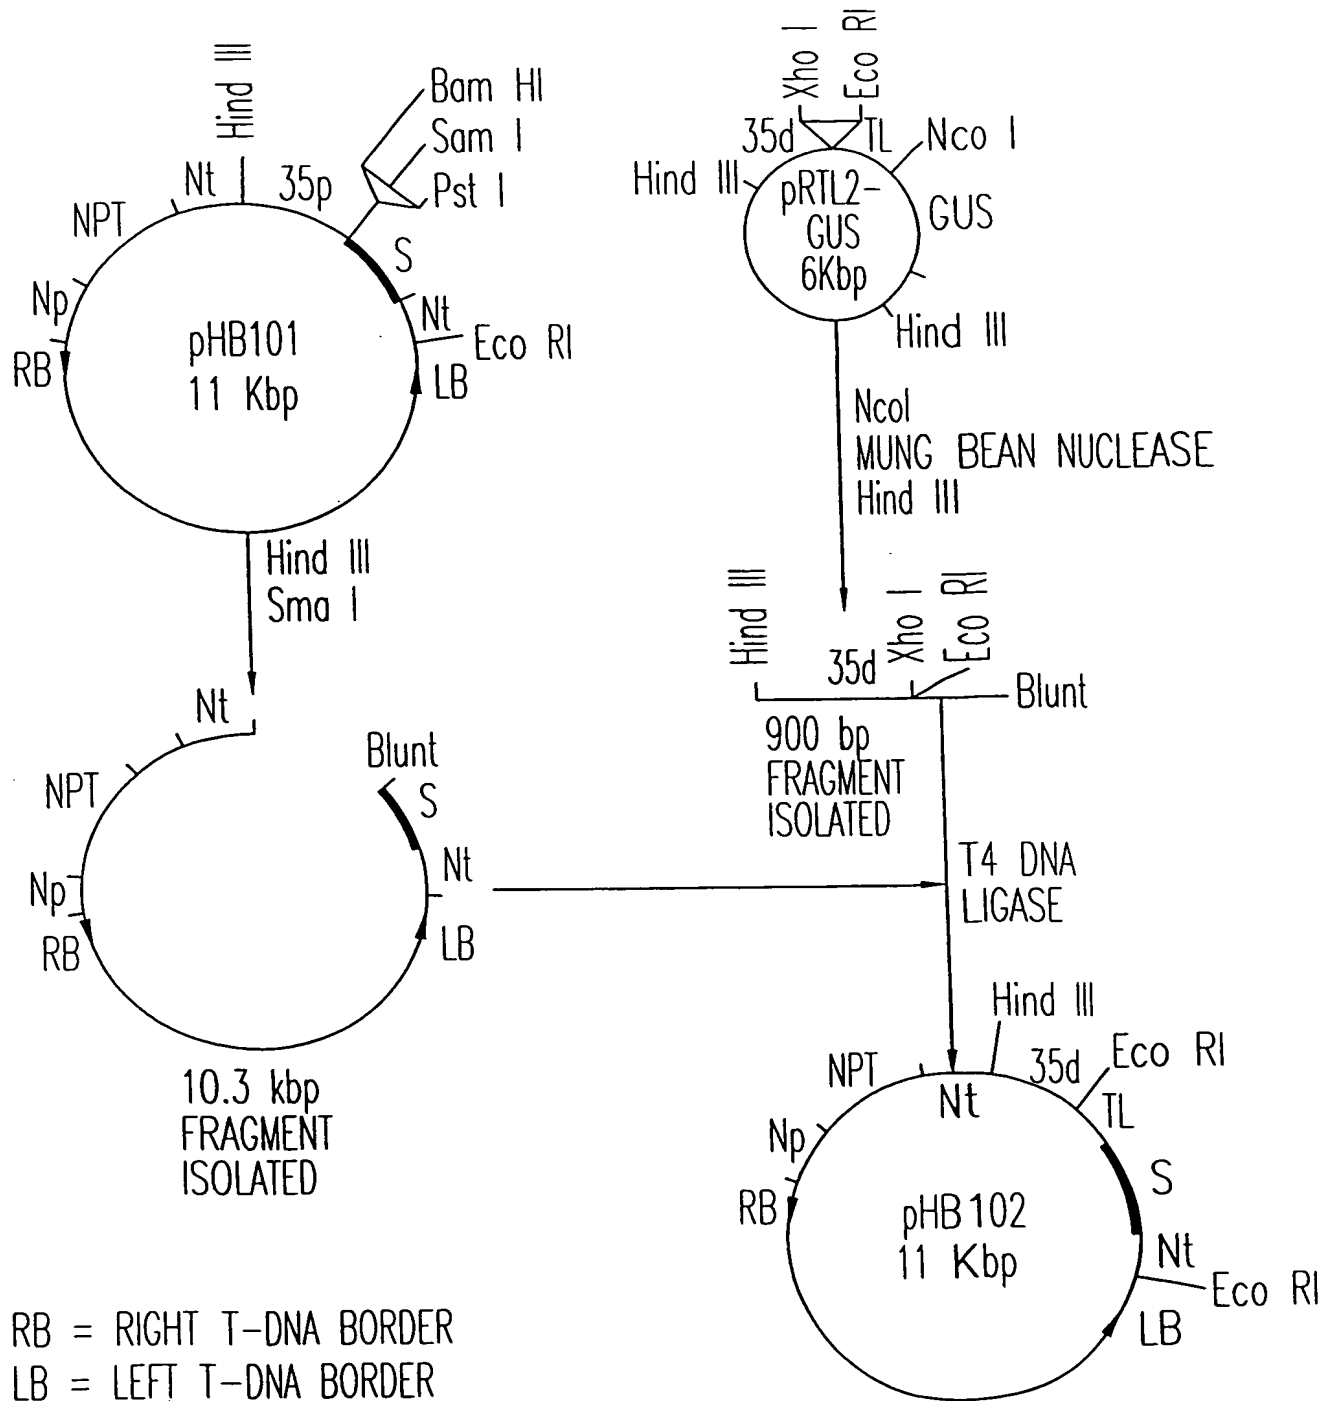 Hind III
Bam HI
Sam I
Pst I
35p
Nt
NPT
Np
RB
S
Nt
Eco RI
LB
pHB101
11 Kbp
Xho I
Eco RI
35d
TL
Nco I
Hind III
pRTL2-
GUS
6Kbp
GUS
Hind III
NcoI
MUNG BEAN NUCLEASE
Hind III
Hind III
Sma I
Hind III
35d
Xho I
Eco RI
Blunt
900 bp
FRAGMENT
ISOLATED
Nt
NPT
Np
RB
Blunt
S
Nt
LB
10.3 kbp
FRAGMENT
ISOLATED
T4 DNA
LIGASE
Hind III
35d
Eco RI
TL
NPT
Nt
Np
RB
S
Nt
Eco RI
LB
pHB102
11 Kbp
RB = RIGHT T-DNA BORDER
LB = LEFT T-DNA BORDER